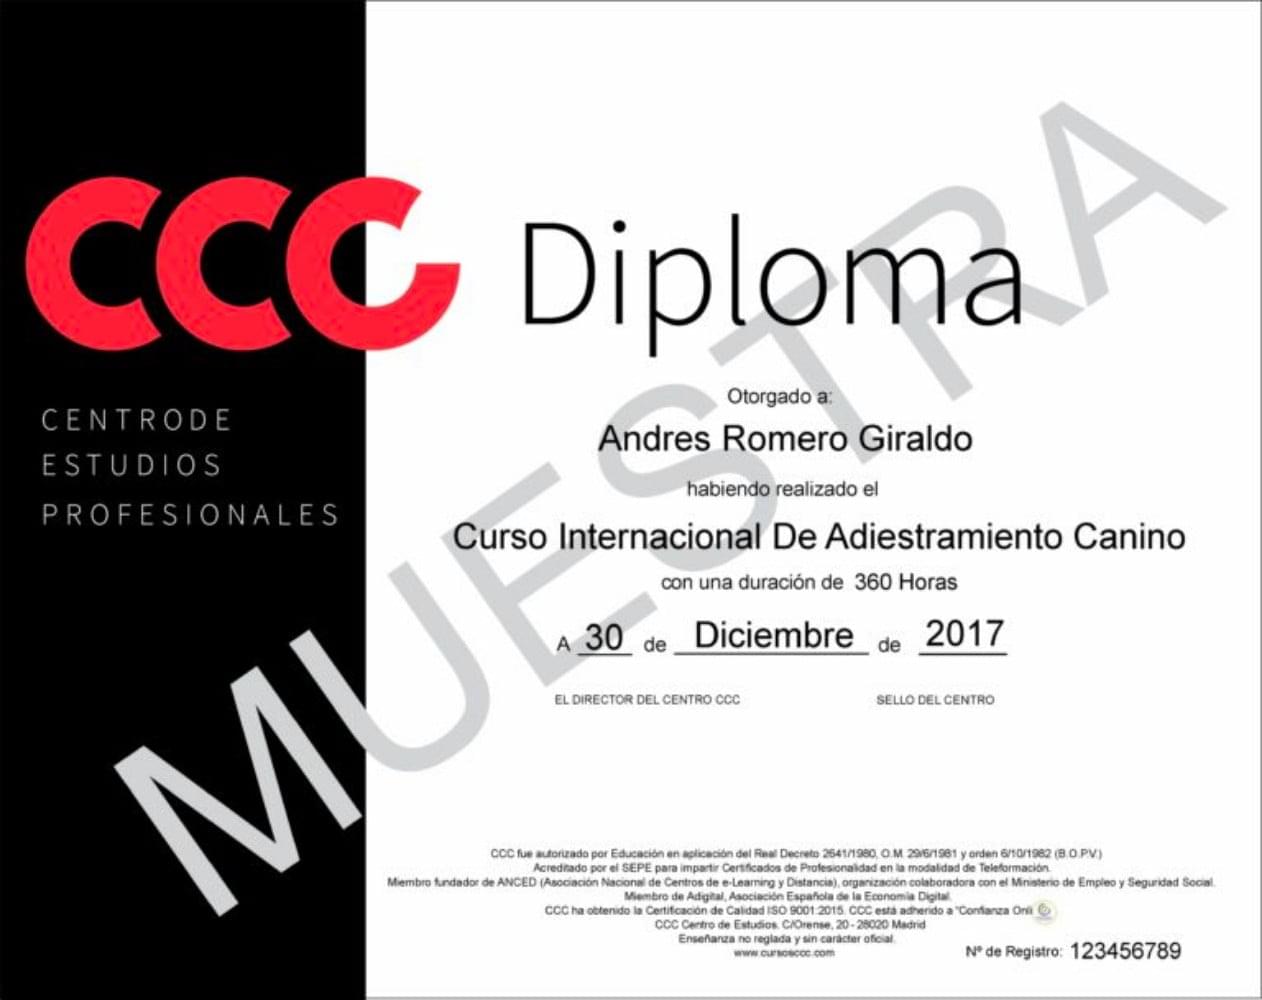 CCC
CENTRODE
ESTUDIOS
PROFESIONALES
Diploma
Otorgado a:
Andres Romero Giraldo
habiendo realizado el
Curso Internacional De Adiestramiento Canino
con una duración de 360 Horas
A 30 de Diciembre de 2017
EL DIRECTOR DEL CENTRO CCC SELLO DEL CENTRO
MUESTRA
CCC fue autorizado por Educación en aplicación del Real Decreto 2641/1980, O.M. 29/6/1981 y orden 6/10/1982 (B.O.P.V.)
Acreditado por el SEPE para impartir Certificados de Profesionalidad en la modalidad de Teleformación.
Miembro fundador de ANCED (Asociación Nacional de Centros de e-Learning y Distancia), organización colaboradora con el Ministerio de Empleo y Seguridad Social.
Miembro de Adigital, Asociación Española de la Economía Digital.
CCC ha obtenido la Certificación de Calidad ISO 9001:2015. CCC está adherido a "Confianza Onli
CCC Centro de Estudios. C/Orense, 20 - 28020 Madrid
Enseñanza no reglada y sin carácter oficial.
www.cursosccc.com
Nº de Registro: 123456789